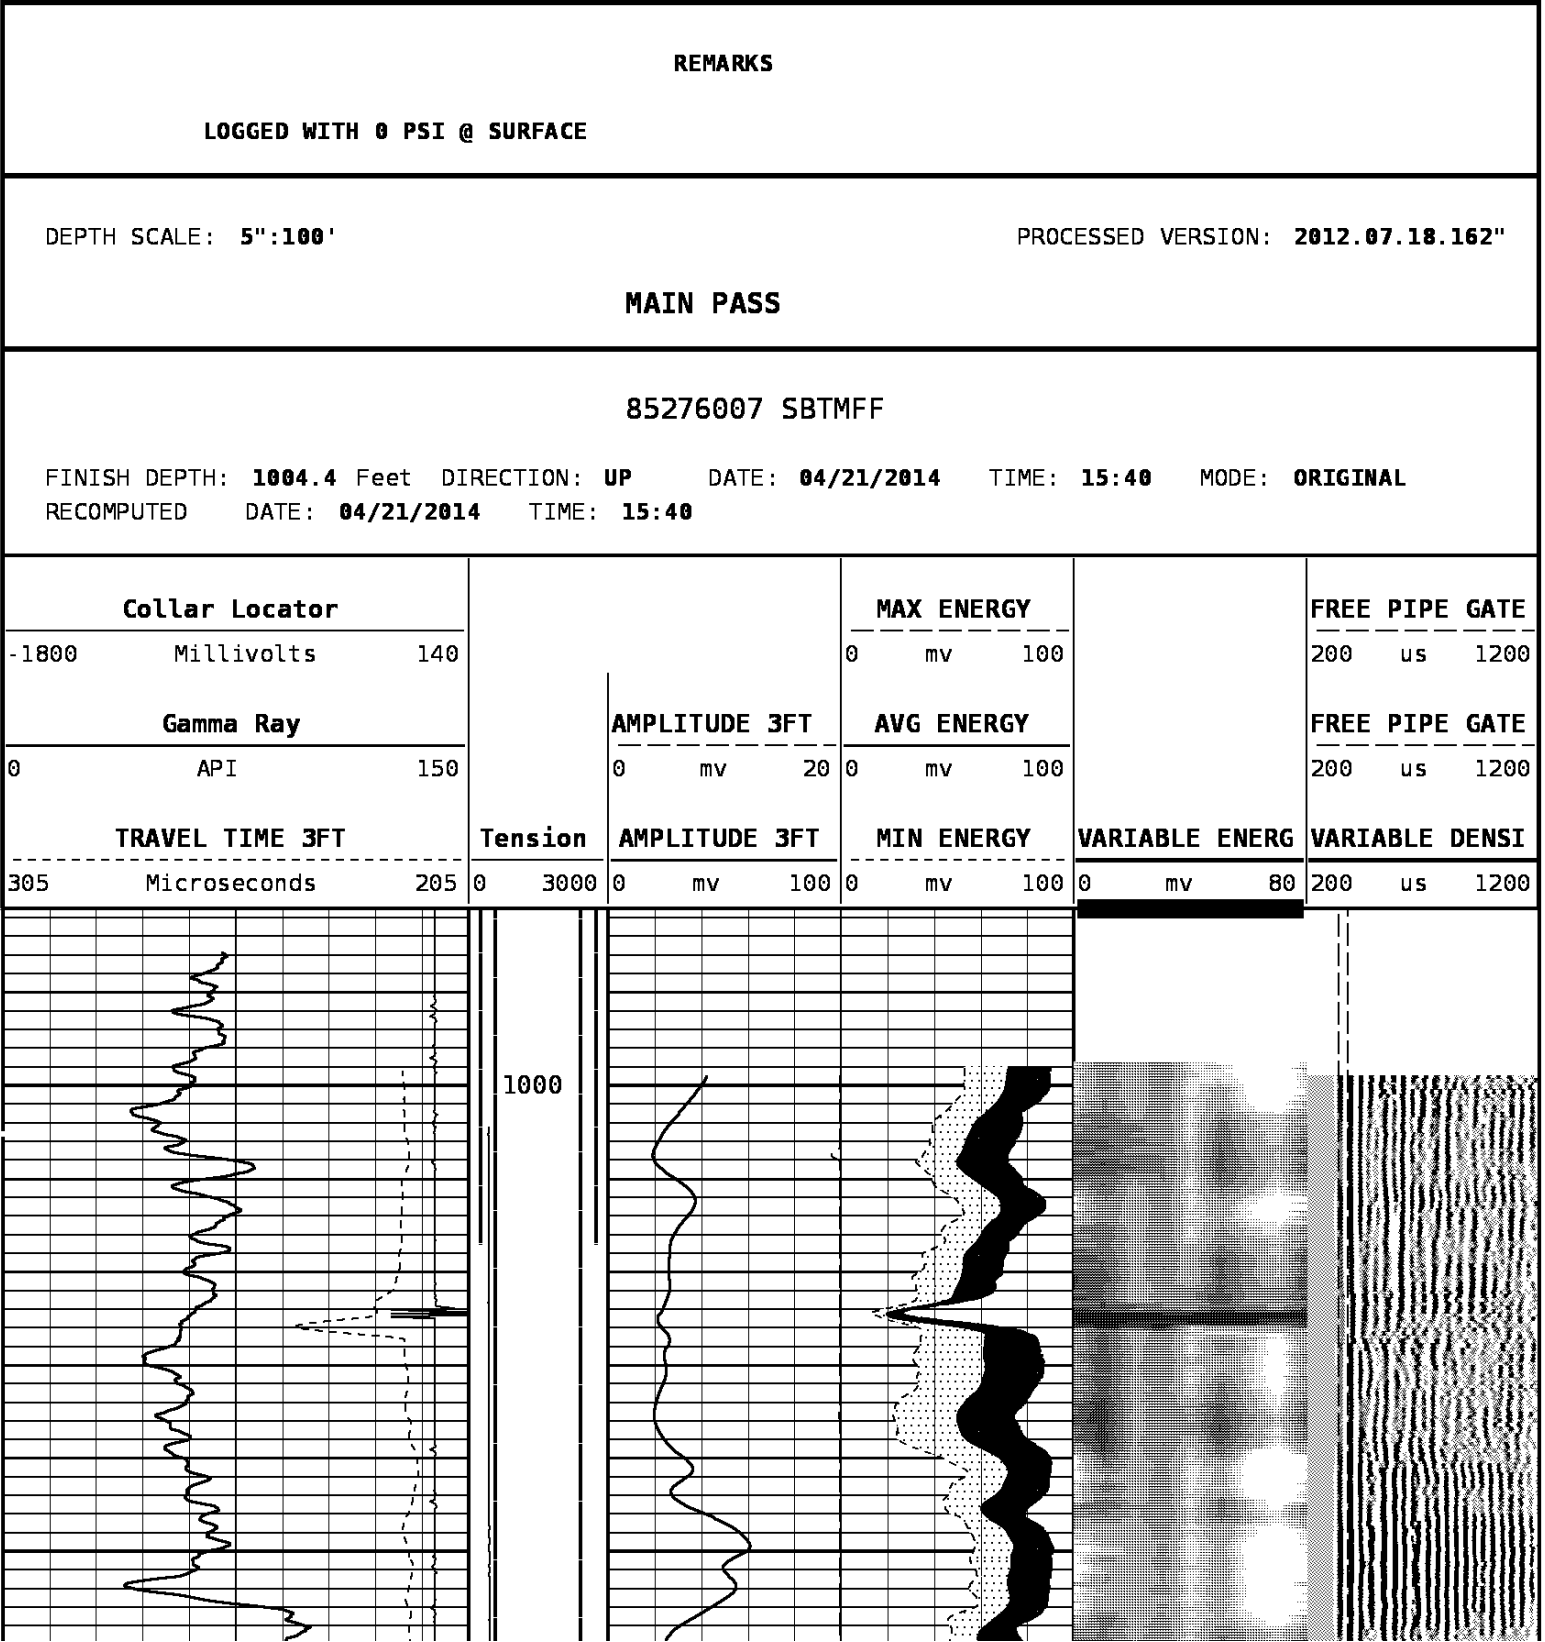 REMARKS
LOGGED WITH 0 PSI @ SURFACE
DEPTH SCALE: 5":100' PROCESSED VERSION: 2012.07.18.162"
MAIN PASS
85276007 SBTMFF
FINISH DEPTH: 1004.4 Feet DIRECTION: UP DATE: 04/21/2014 TIME: 15:40 MODE: ORIGINAL
RECOMPUTED DATE: 04/21/2014 TIME: 15:40
Collar Locator MAX ENERGY FREE PIPE GATE
-1800 Millivolts 140 0 mv 100 200 us 1200
Gamma Ray AMPLITUDE 3FT AVG ENERGY FREE PIPE GATE
0 API 150 0 mv 20 0 mv 100 200 us 1200
TRAVEL TIME 3FT Tension AMPLITUDE 3FT MIN ENERGY VARIABLE ENERG VARIABLE DENSI
305 Microseconds 205 0 3000 0 mv 100 0 mv 100 0 mv 80 200 us 1200
1000